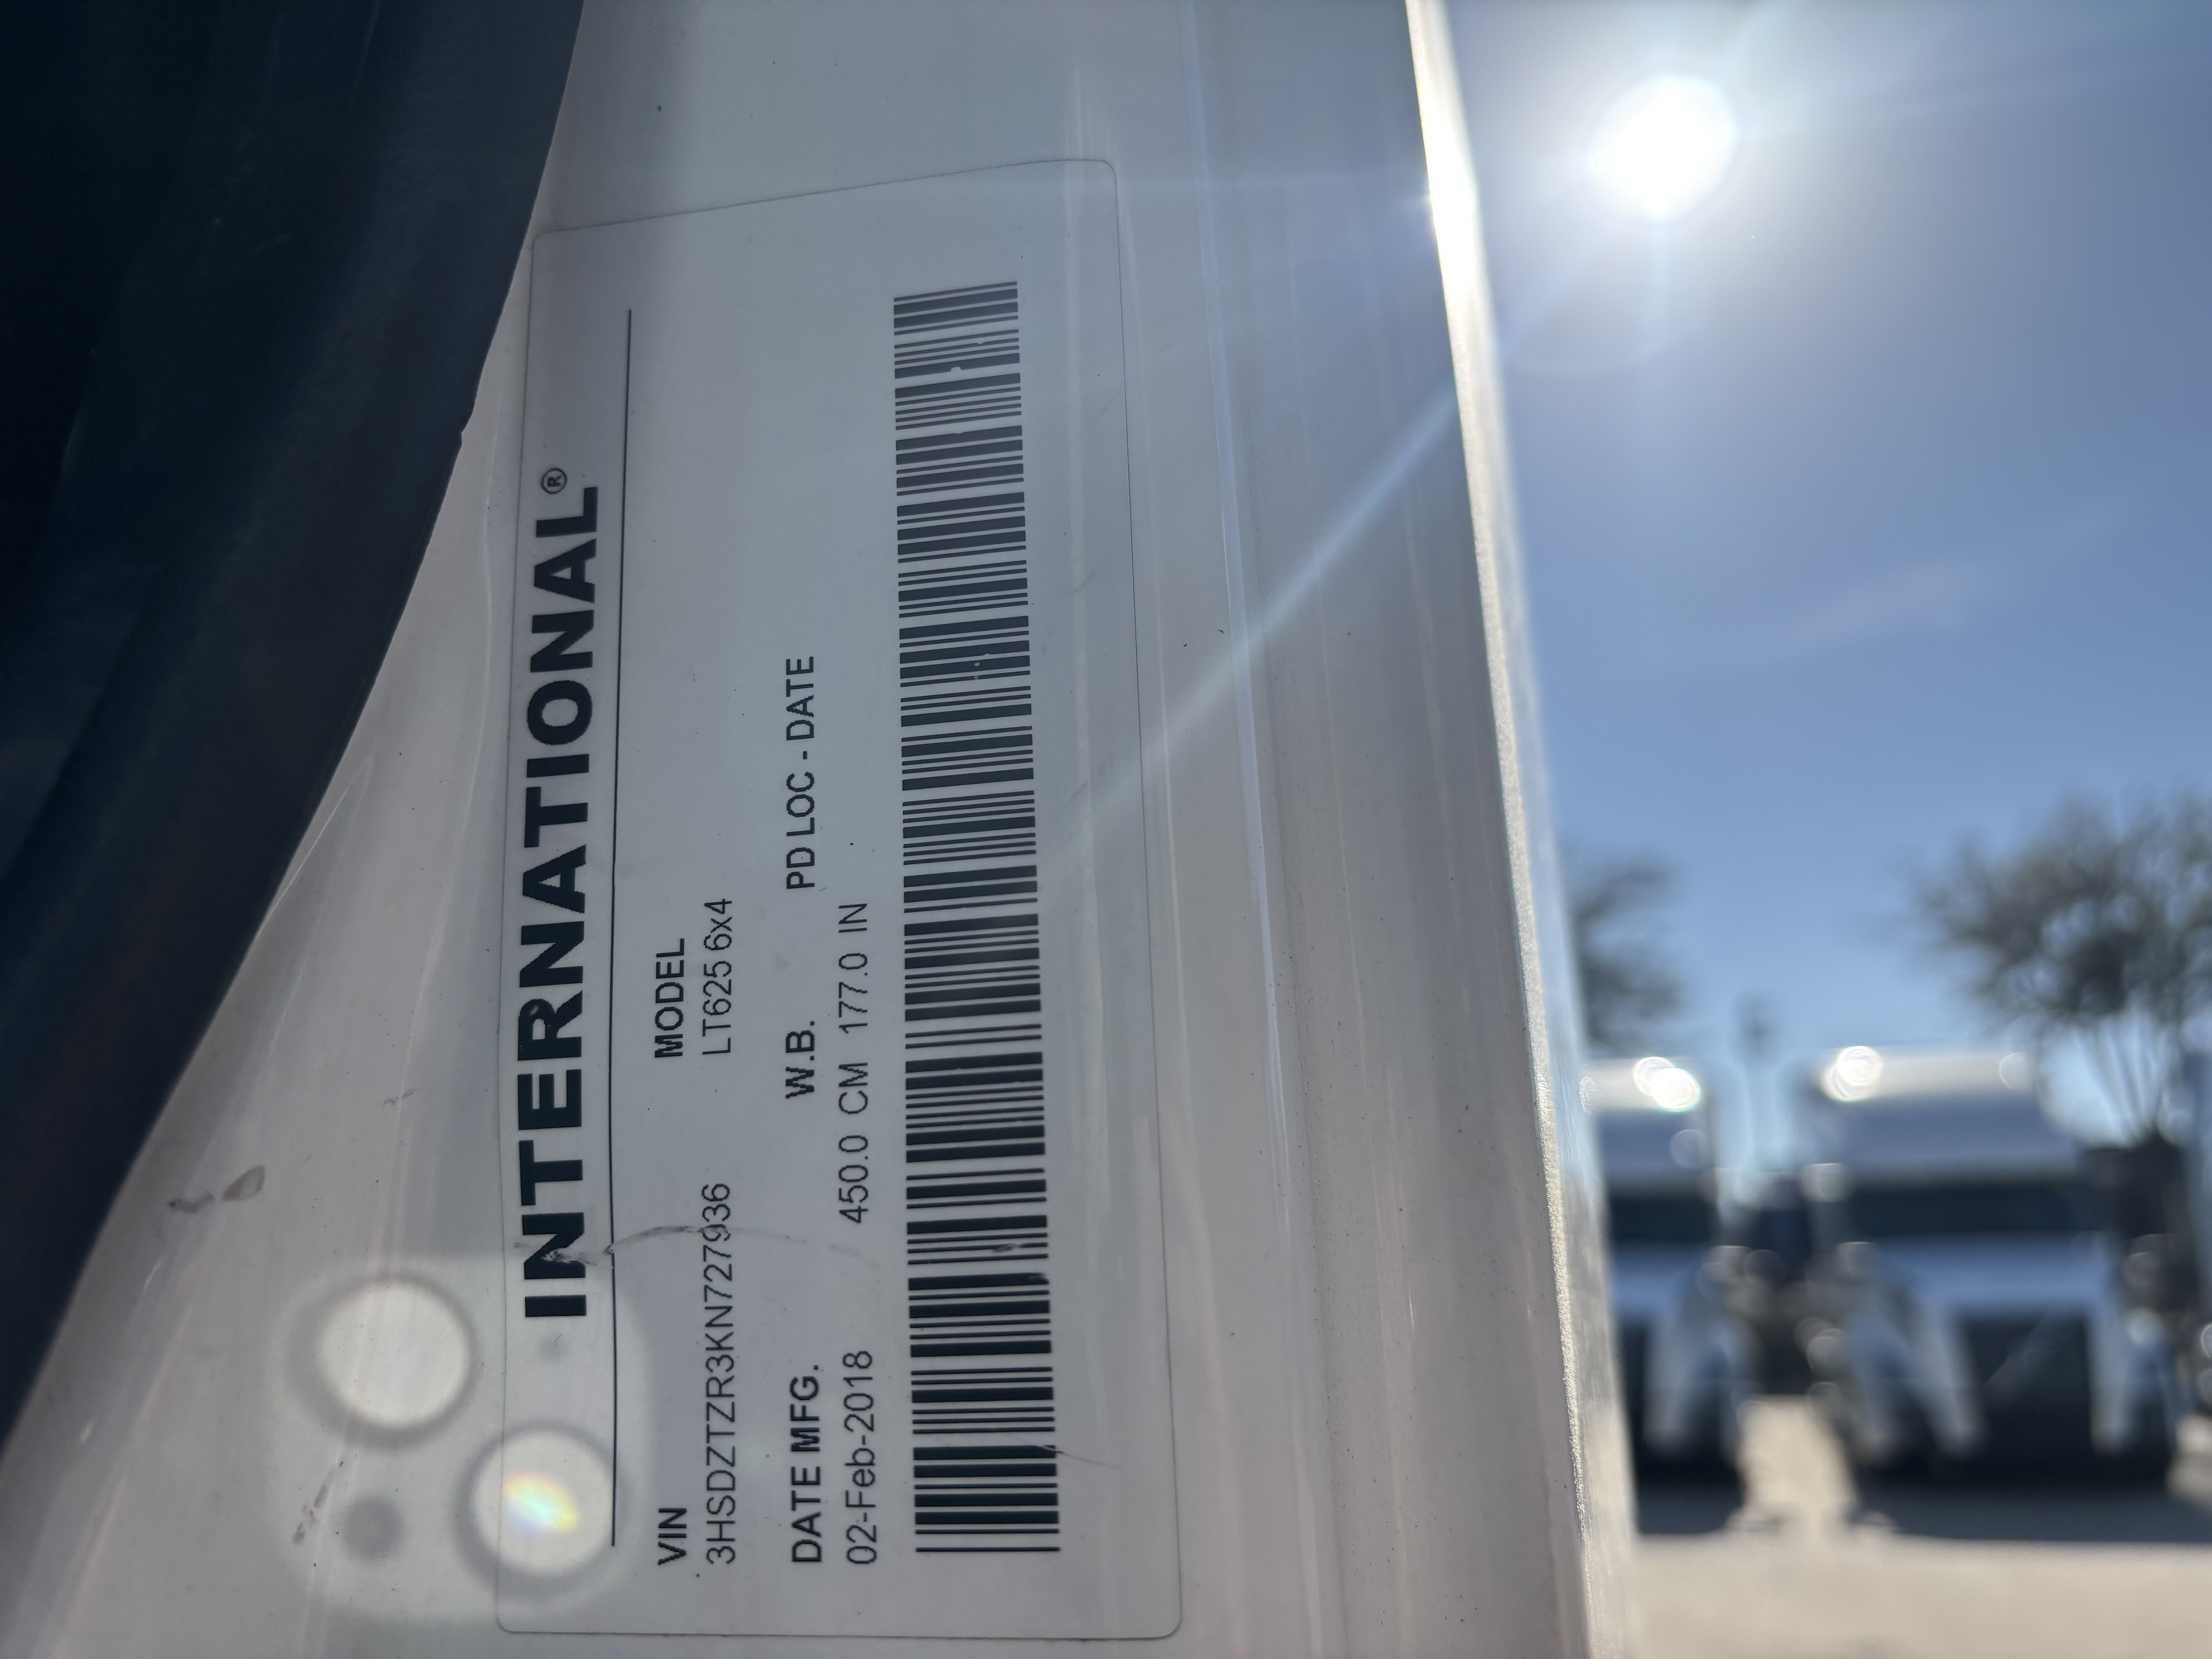 INTERNATIONAL®
VIN MODEL
3HSDZTZR3KN727936 LT625 6x4
DATE MFG. W.B. PD LOC - DATE
02-Feb-2018 450.0 CM 177.0 IN